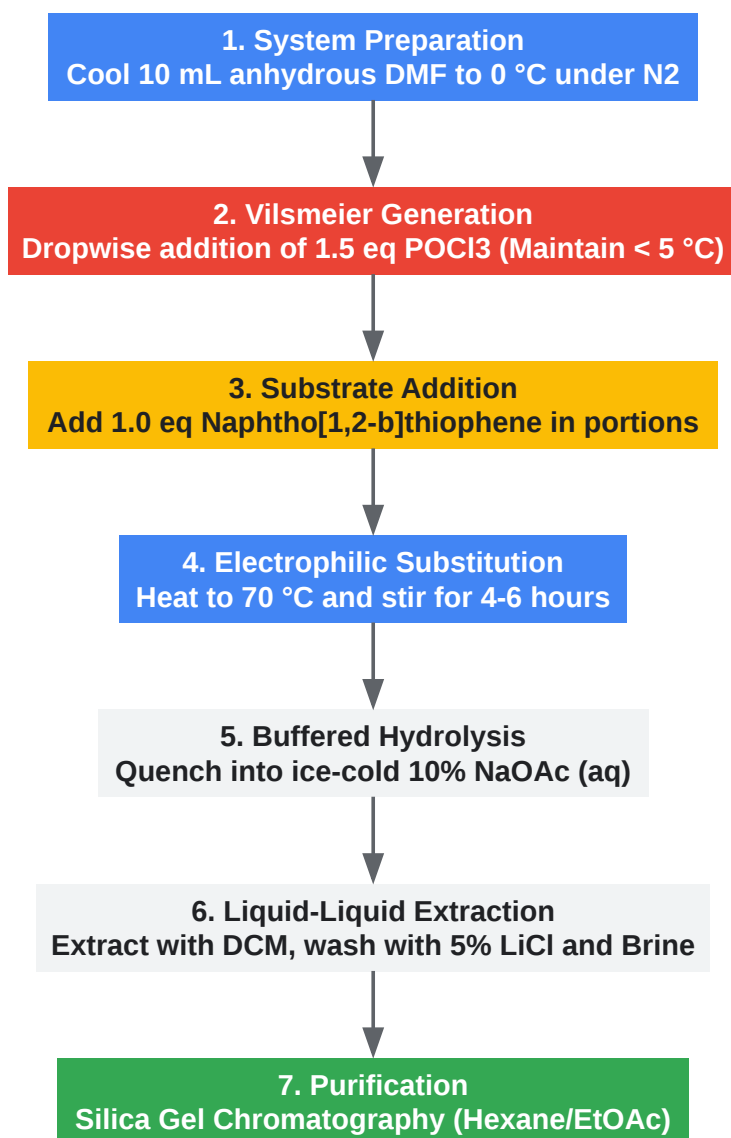 1. System Preparation
Cool 10 mL anhydrous DMF to 0 °C under N2
2. Vilsmeier Generation
Dropwise addition of 1.5 eq POCl3 (Maintain < 5 °C)
3. Substrate Addition
Add 1.0 eq Naphtho[1,2-b]thiophene in portions
4. Electrophilic Substitution
Heat to 70 °C and stir for 4-6 hours
5. Buffered Hydrolysis
Quench into ice-cold 10% NaOAc (aq)
6. Liquid-Liquid Extraction
Extract with DCM, wash with 5% LiCl and Brine
7. Purification
Silica Gel Chromatography (Hexane/EtOAc)